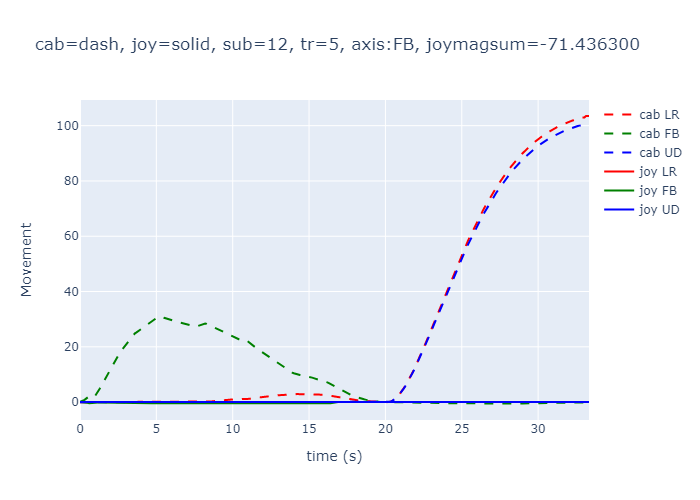 cab=dash, joy=solid, sub=12, tr=5, axis:FB, joymagsum=-71.436300
cab LR
cab FB
cab UD
joy LR
joy FB
joy UD
Movement
100
80
60
40
20
0
0 5 10 15 20 25 30
time (s)